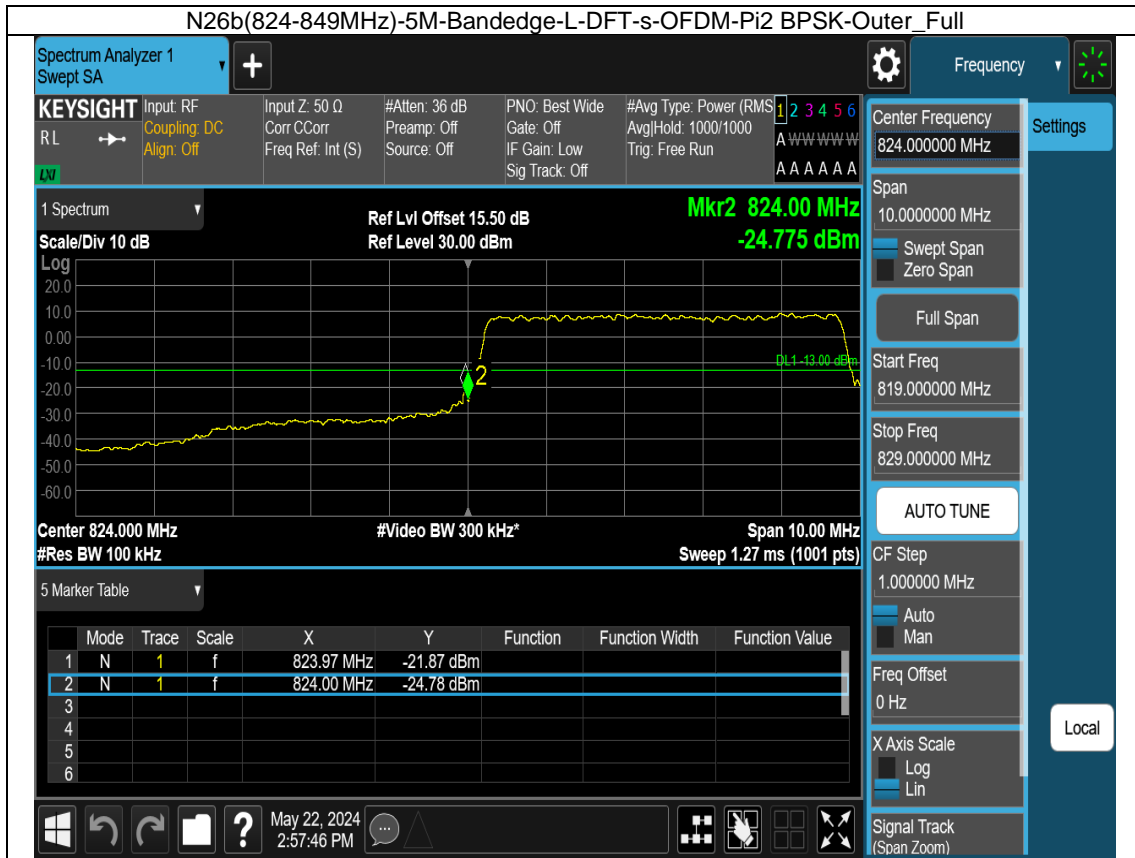 N26b(824-849MHz)-5M-Bandedge-L-DFT-s-OFDM-Pi2 BPSK-Outer_Full
Spectrum Analyzer 1
Swept SA
+
Frequency
KEYSIGHT
R L
LXI
Input: RF
Coupling: DC
Align: Off
Input Z: 50 Ω
Corr CCorr
Freq Ref: Int (S)
#Atten: 36 dB
Preamp: Off
Source: Off
PNO: Best Wide
Gate: Off
IF Gain: Low
Sig Track: Off
#Avg Type: Power (RMS
Avg|Hold: 1000/1000
Trig: Free Run
1 2 3 4 5 6
A W W W W W
A A A A A A
1 Spectrum
Scale/Div 10 dB
Ref Lvl Offset 15.50 dB
Ref Level 30.00 dBm
Mkr2 824.00 MHz
-24.775 dBm
Log
20.0
10.0
0.00
-10.0
-20.0
-30.0
-40.0
-50.0
-60.0
DL1 -13.00 dBm
2
Center 824.000 MHz
#Video BW 300 kHz*
Span 10.00 MHz
#Res BW 100 kHz
Sweep 1.27 ms (1001 pts)
5 Marker Table
Mode Trace Scale X Y Function Function Width Function Value
1 N 1 f 823.97 MHz -21.87 dBm
2 N 1 f 824.00 MHz -24.78 dBm
3
4
5
6
?
May 22, 2024
2:57:46 PM
Center Frequency
824.000000 MHz
Settings
Span
10.0000000 MHz
Swept Span
Zero Span
Full Span
Start Freq
819.000000 MHz
Stop Freq
829.000000 MHz
AUTO TUNE
CF Step
1.000000 MHz
Auto
Man
Freq Offset
0 Hz
Local
X Axis Scale
Log
Lin
Signal Track
(Span Zoom)